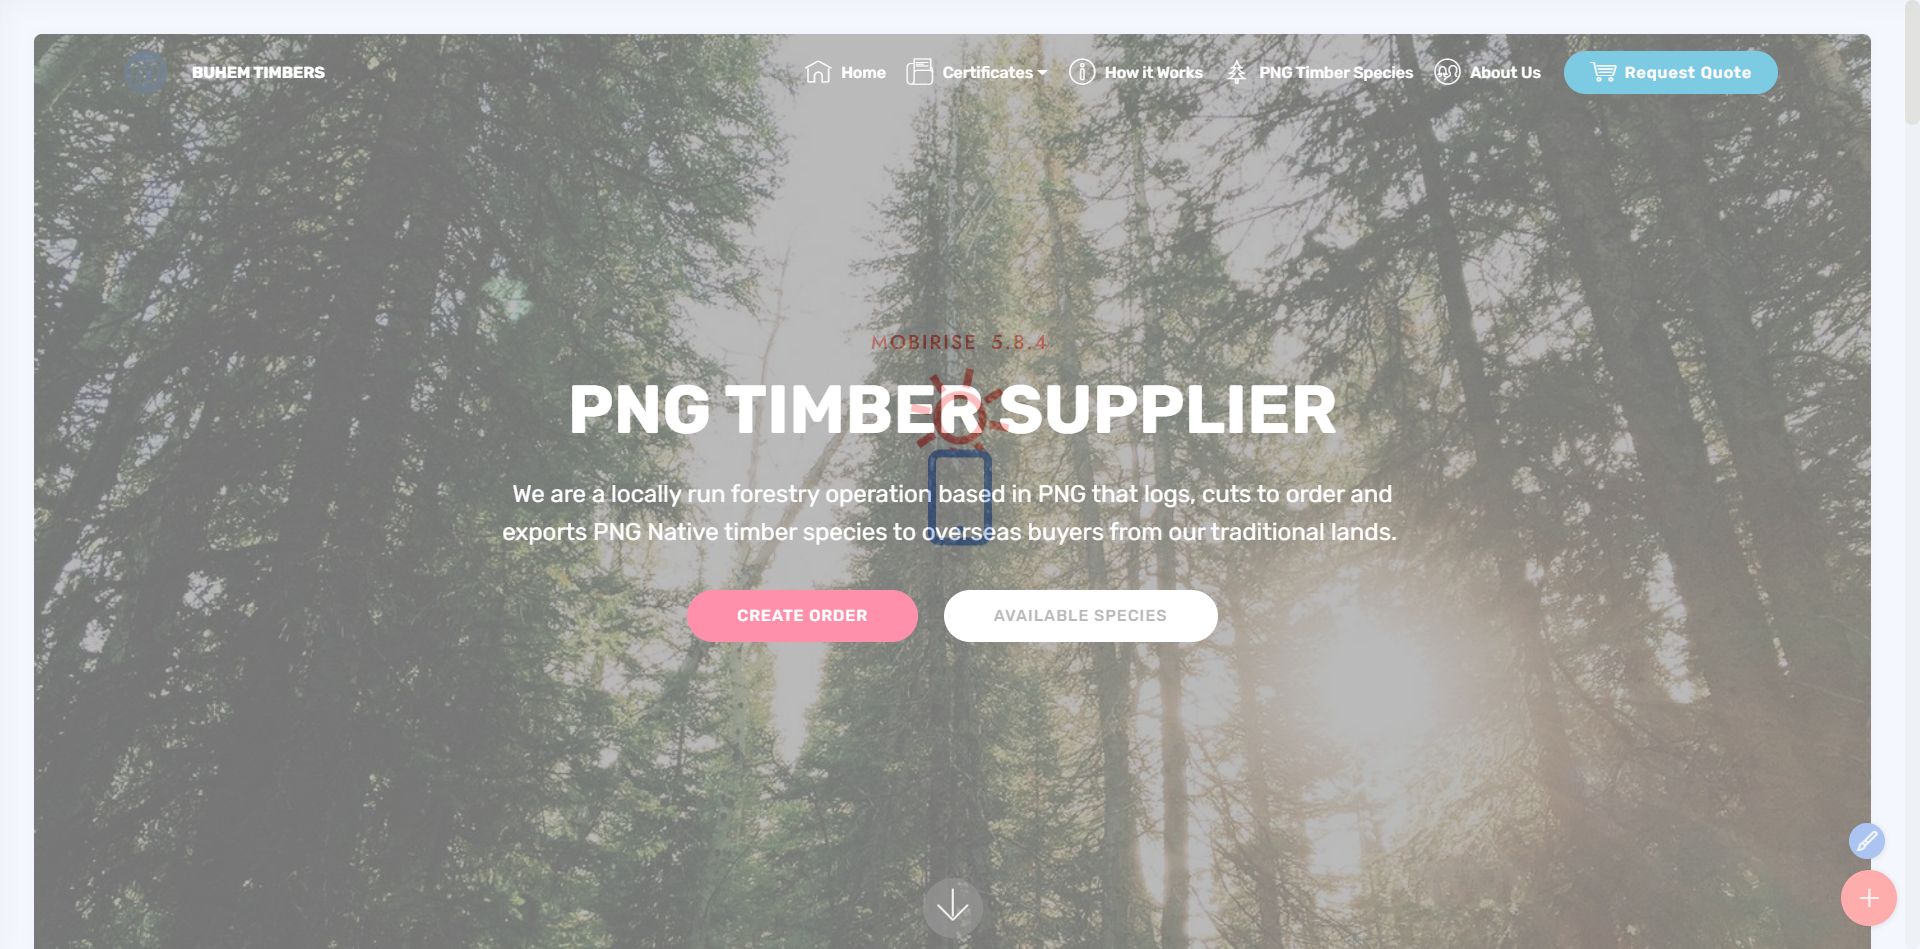 BUHEM TIMBERS
Home
Certificates
How it Works
PNG Timber Species
About Us
Request Quote
MOBIRISE 5.8.4
PNG TIMBER SUPPLIER
We are a locally run forestry operation based in PNG that logs, cuts to order and
exports PNG Native timber species to overseas buyers from our traditional lands.
CREATE ORDER
AVAILABLE SPECIES